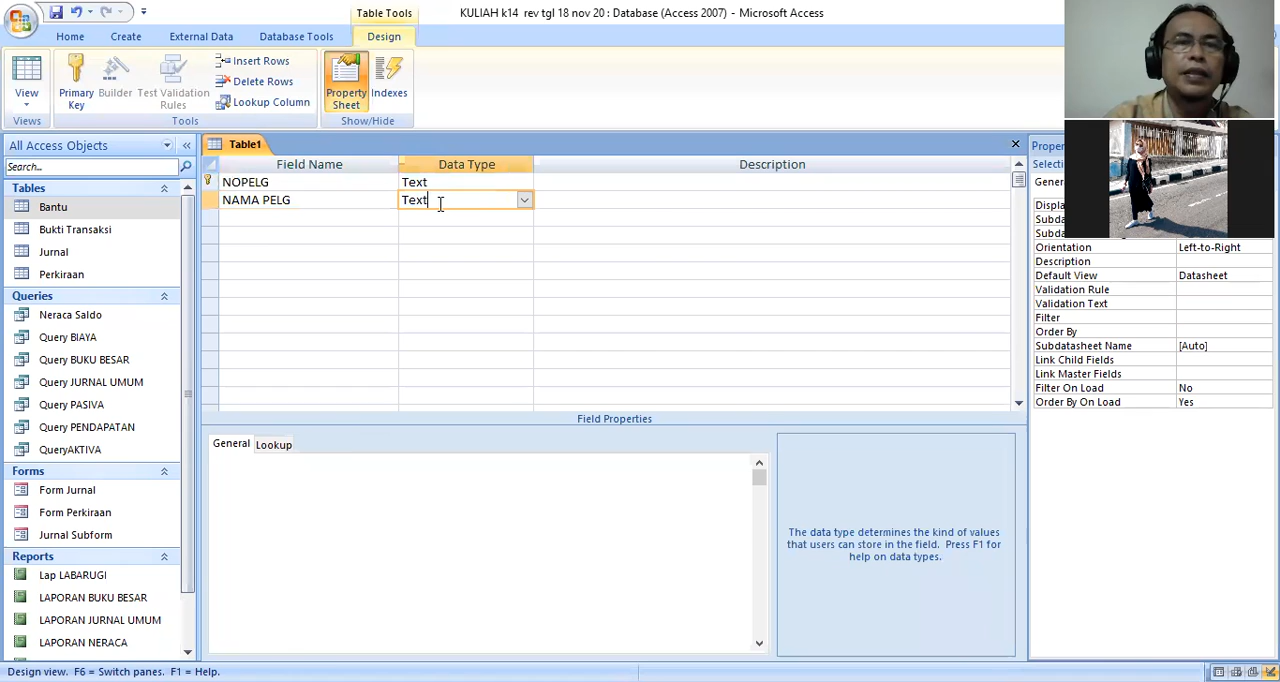 Table Tools
KULIAH k14 rev tgl 18 nov 20 : Database (Access 2007) - Microsoft Access
Home
Create
External Data
Database Tools
Design
View
Primary Key
Builder
Test Validation Rules
Insert Rows
Delete Rows
Lookup Column
Property Sheet
Indexes
Views
Tools
Show/Hide
All Access Objects
Search...
Tables
Bantu
Bukti Transaksi
Jurnal
Perkiraan
Queries
Neraca Saldo
Query BIAYA
Query BUKU BESAR
Query JURNAL UMUM
Query PASIVA
Query PENDAPATAN
QueryAKTIVA
Forms
Form Jurnal
Form Perkiraan
Jurnal Subform
Reports
Lap LABARUGI
LAPORAN BUKU BESAR
LAPORAN JURNAL UMUM
LAPORAN NERACA
Table1
Field Name Data Type Description
NOPELG Text
NAMA PELG Text
Field Properties
General Lookup
The data type determines the kind of values
that users can store in the field. Press F1 for
help on data types.
Orientation Left-to-Right
Description
Default View Datasheet
Validation Rule
Validation Text
Filter
Order By
Subdatasheet Name [Auto]
Link Child Fields
Link Master Fields
Filter On Load No
Order By On Load Yes
Design view. F6 = Switch panes. F1 = Help.